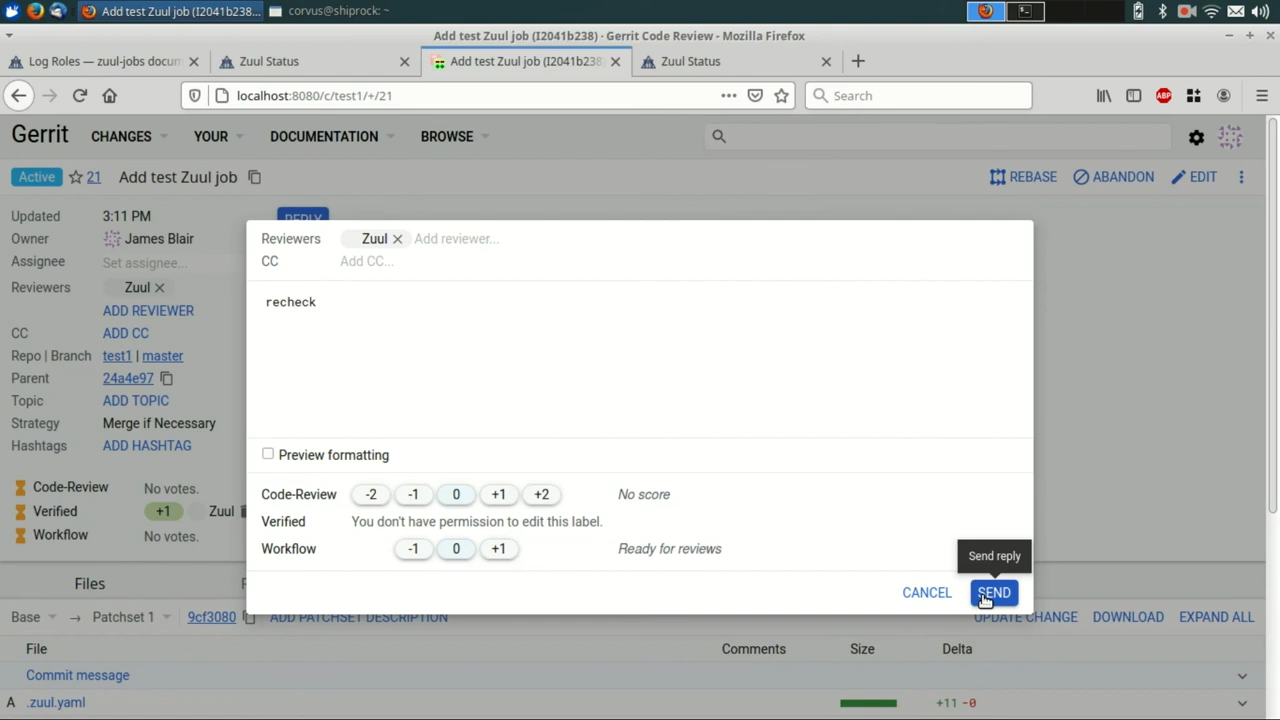 Add test Zuul job (I2041b238...
corvus@shiprock: ~
Add test Zuul job (I2041b238) · Gerrit Code Review - Mozilla Firefox
Log Roles — zuul-jobs docum
Zuul Status
Add test Zuul job (I2041b238)
Zuul Status
localhost:8080/c/test1/+/21
Search
ABP
Gerrit
CHANGES
YOUR
DOCUMENTATION
BROWSE
Active
21
Add test Zuul job
REBASE
ABANDON
EDIT
Updated
3:11 PM
REPLY
Owner
James Blair
Assignee
Set assignee...
Reviewers
Zuul
ADD REVIEWER
CC
ADD CC
Repo | Branch
test1 | master
Parent
24a4e97
Topic
ADD TOPIC
Strategy
Merge if Necessary
Hashtags
ADD HASHTAG
Code-Review
No votes.
Verified
+1
Zuul
Workflow
No votes.
Reviewers
Zuul
Add reviewer...
CC
Add CC...
recheck
Preview formatting
Code-Review
-2
-1
0
+1
+2
No score
Verified
You don't have permission to edit this label.
Workflow
-1
0
+1
Ready for reviews
Send reply
CANCEL
SEND
Files
Base → Patchset 1
9cf3080
ADD PATCHSET DESCRIPTION
UPDATE CHANGE
DOWNLOAD
EXPAND ALL
File
Comments
Size
Delta
Commit message
A .zuul.yaml
+11 -0